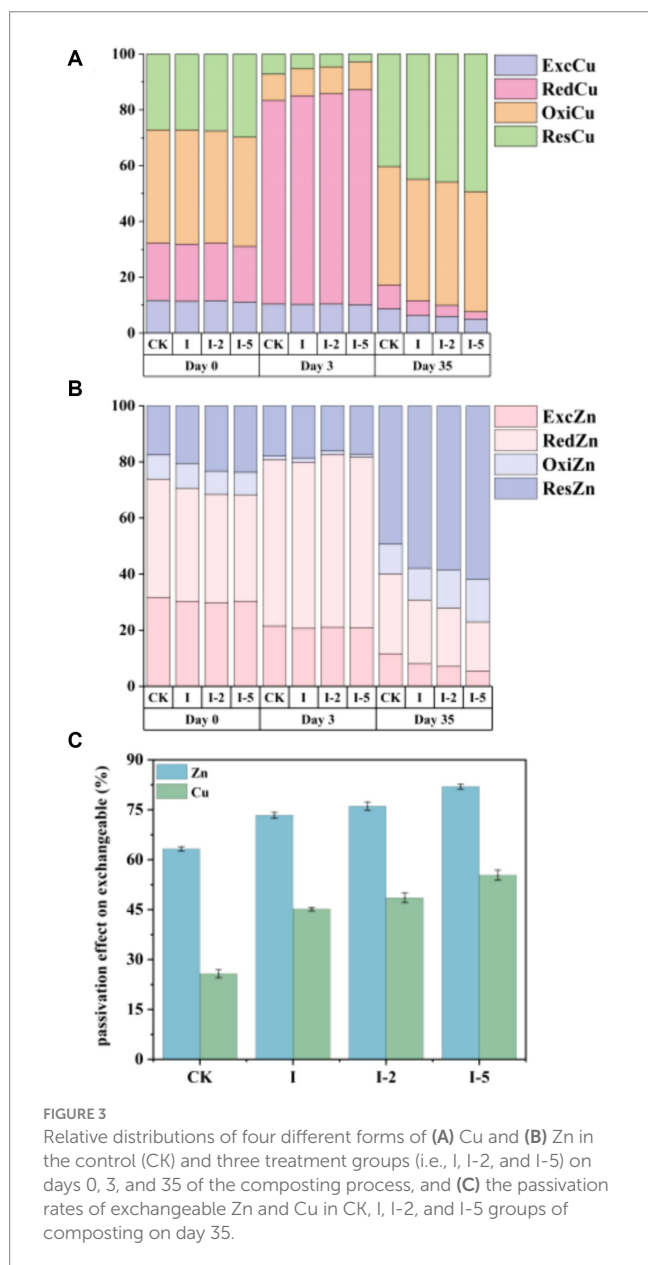 A
100
80
60
40
20
0
ExcCu
RedCu
OxiCu
ResCu
CK I I-2 I-5 CK I I-2 I-5 CK I I-2 I-5
Day 0 Day 3 Day 35
B
100
80
60
40
20
0
ExcZn
RedZn
OxiZn
ResZn
CK I I-2 I-5 CK I I-2 I-5 CK I I-2 I-5
Day 0 Day 3 Day 35
C
passivation effect on exchangeable (%)
90
75
60
45
30
15
0
Zn
Cu
CK I I-2 I-5
FIGURE 3
Relative distributions of four different forms of (A) Cu and (B) Zn in
the control (CK) and three treatment groups (i.e., I, I-2, and I-5) on
days 0, 3, and 35 of the composting process, and (C) the passivation
rates of exchangeable Zn and Cu in CK, I, I-2, and I-5 groups of
composting on day 35.